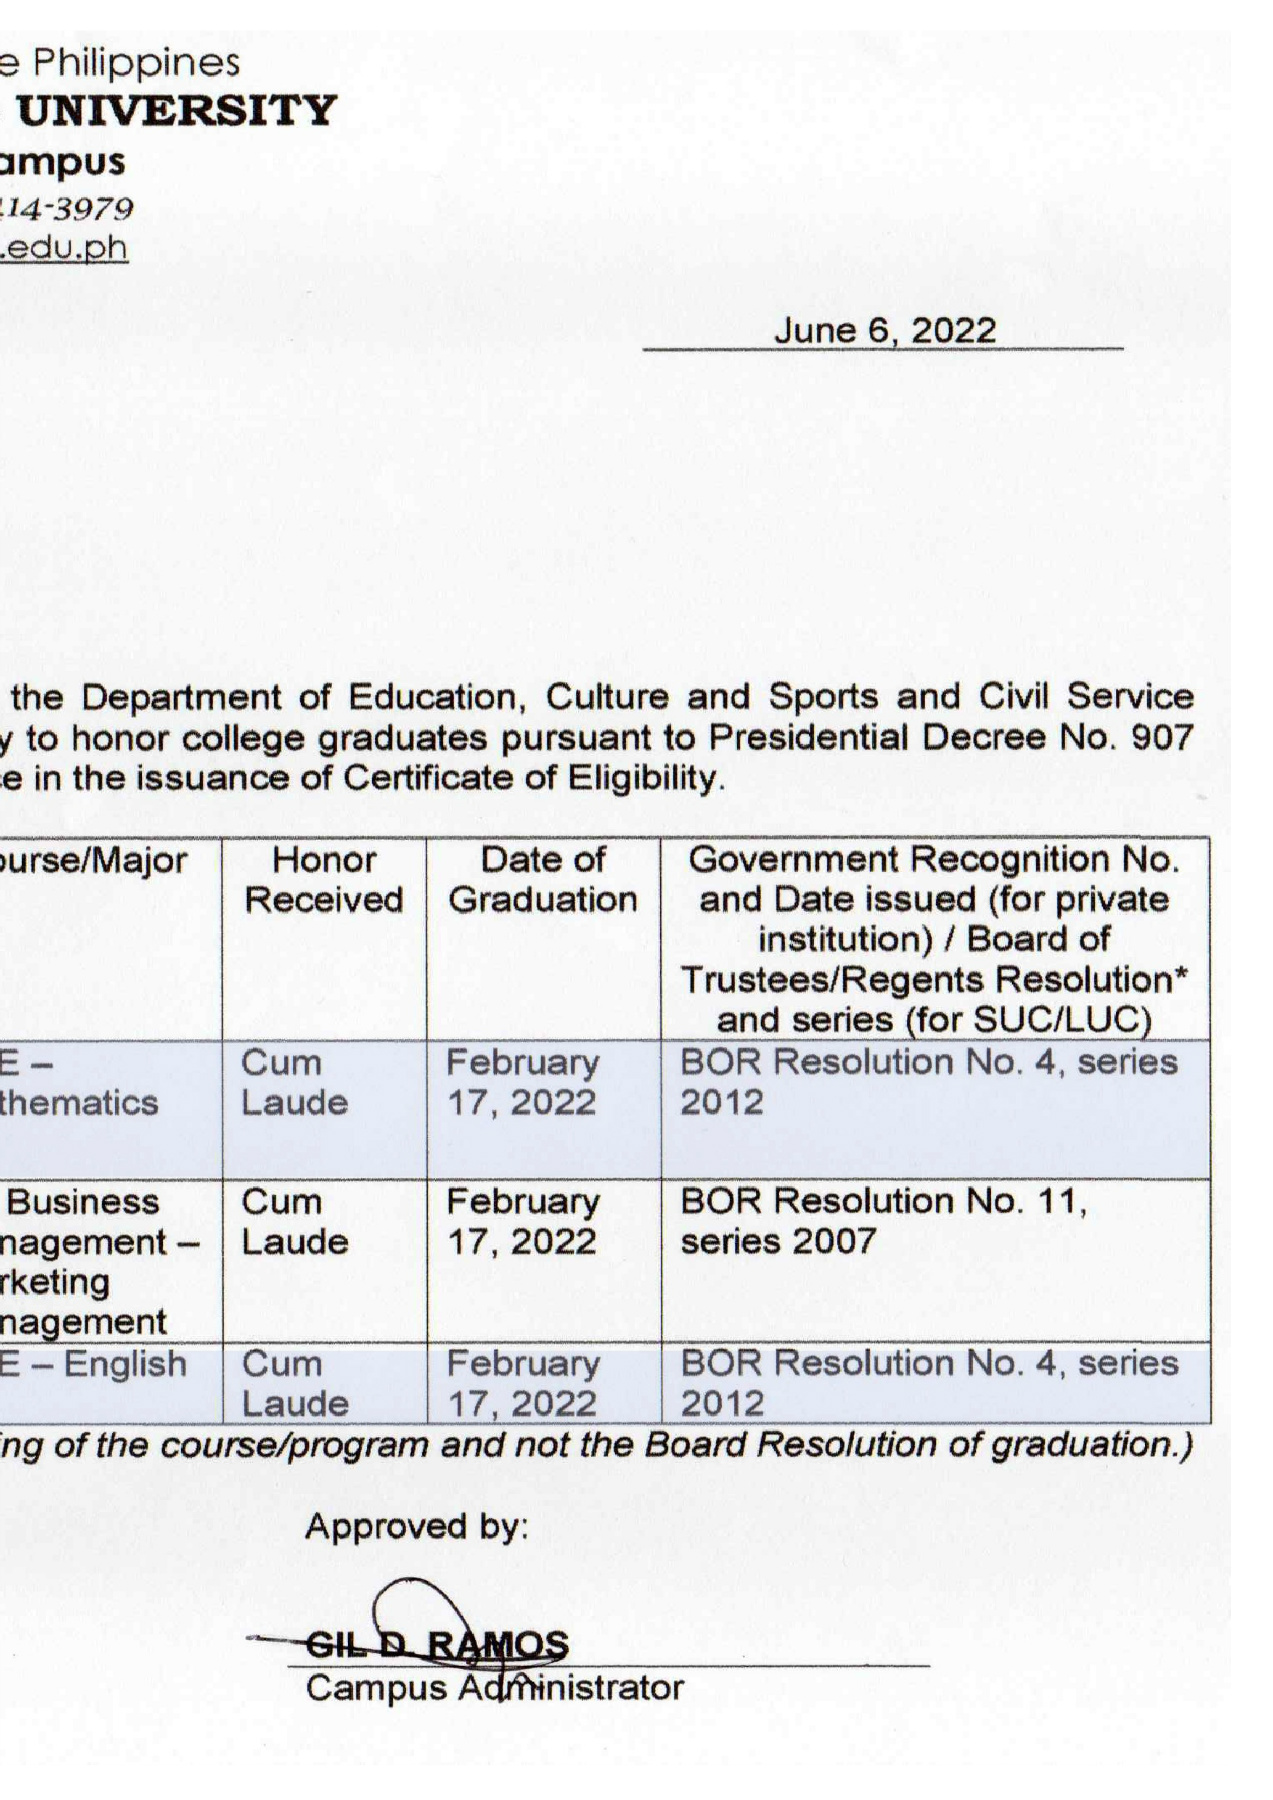 e Philippines
UNIVERSITY
ampus
14-3979
.edu.ph
June 6, 2022
the Department of Education, Culture and Sports and Civil Service
y to honor college graduates pursuant to Presidential Decree No. 907
e in the issuance of Certificate of Eligibility.
ourse/Major
Honor
Received
Date of
Graduation
Government Recognition No.
and Date issued (for private
institution) / Board of
Trustees/Regents Resolution*
and series (for SUC/LUC)
E –
thematics
Cum
Laude
February
17, 2022
BOR Resolution No. 4, series
2012
Business
nagement –
rketing
nagement
Cum
Laude
February
17, 2022
BOR Resolution No. 11,
series 2007
E – English
Cum
Laude
February
17, 2022
BOR Resolution No. 4, series
2012
ing of the course/program and not the Board Resolution of graduation.)
Approved by:
GIL D. RAMOS
Campus Administrator